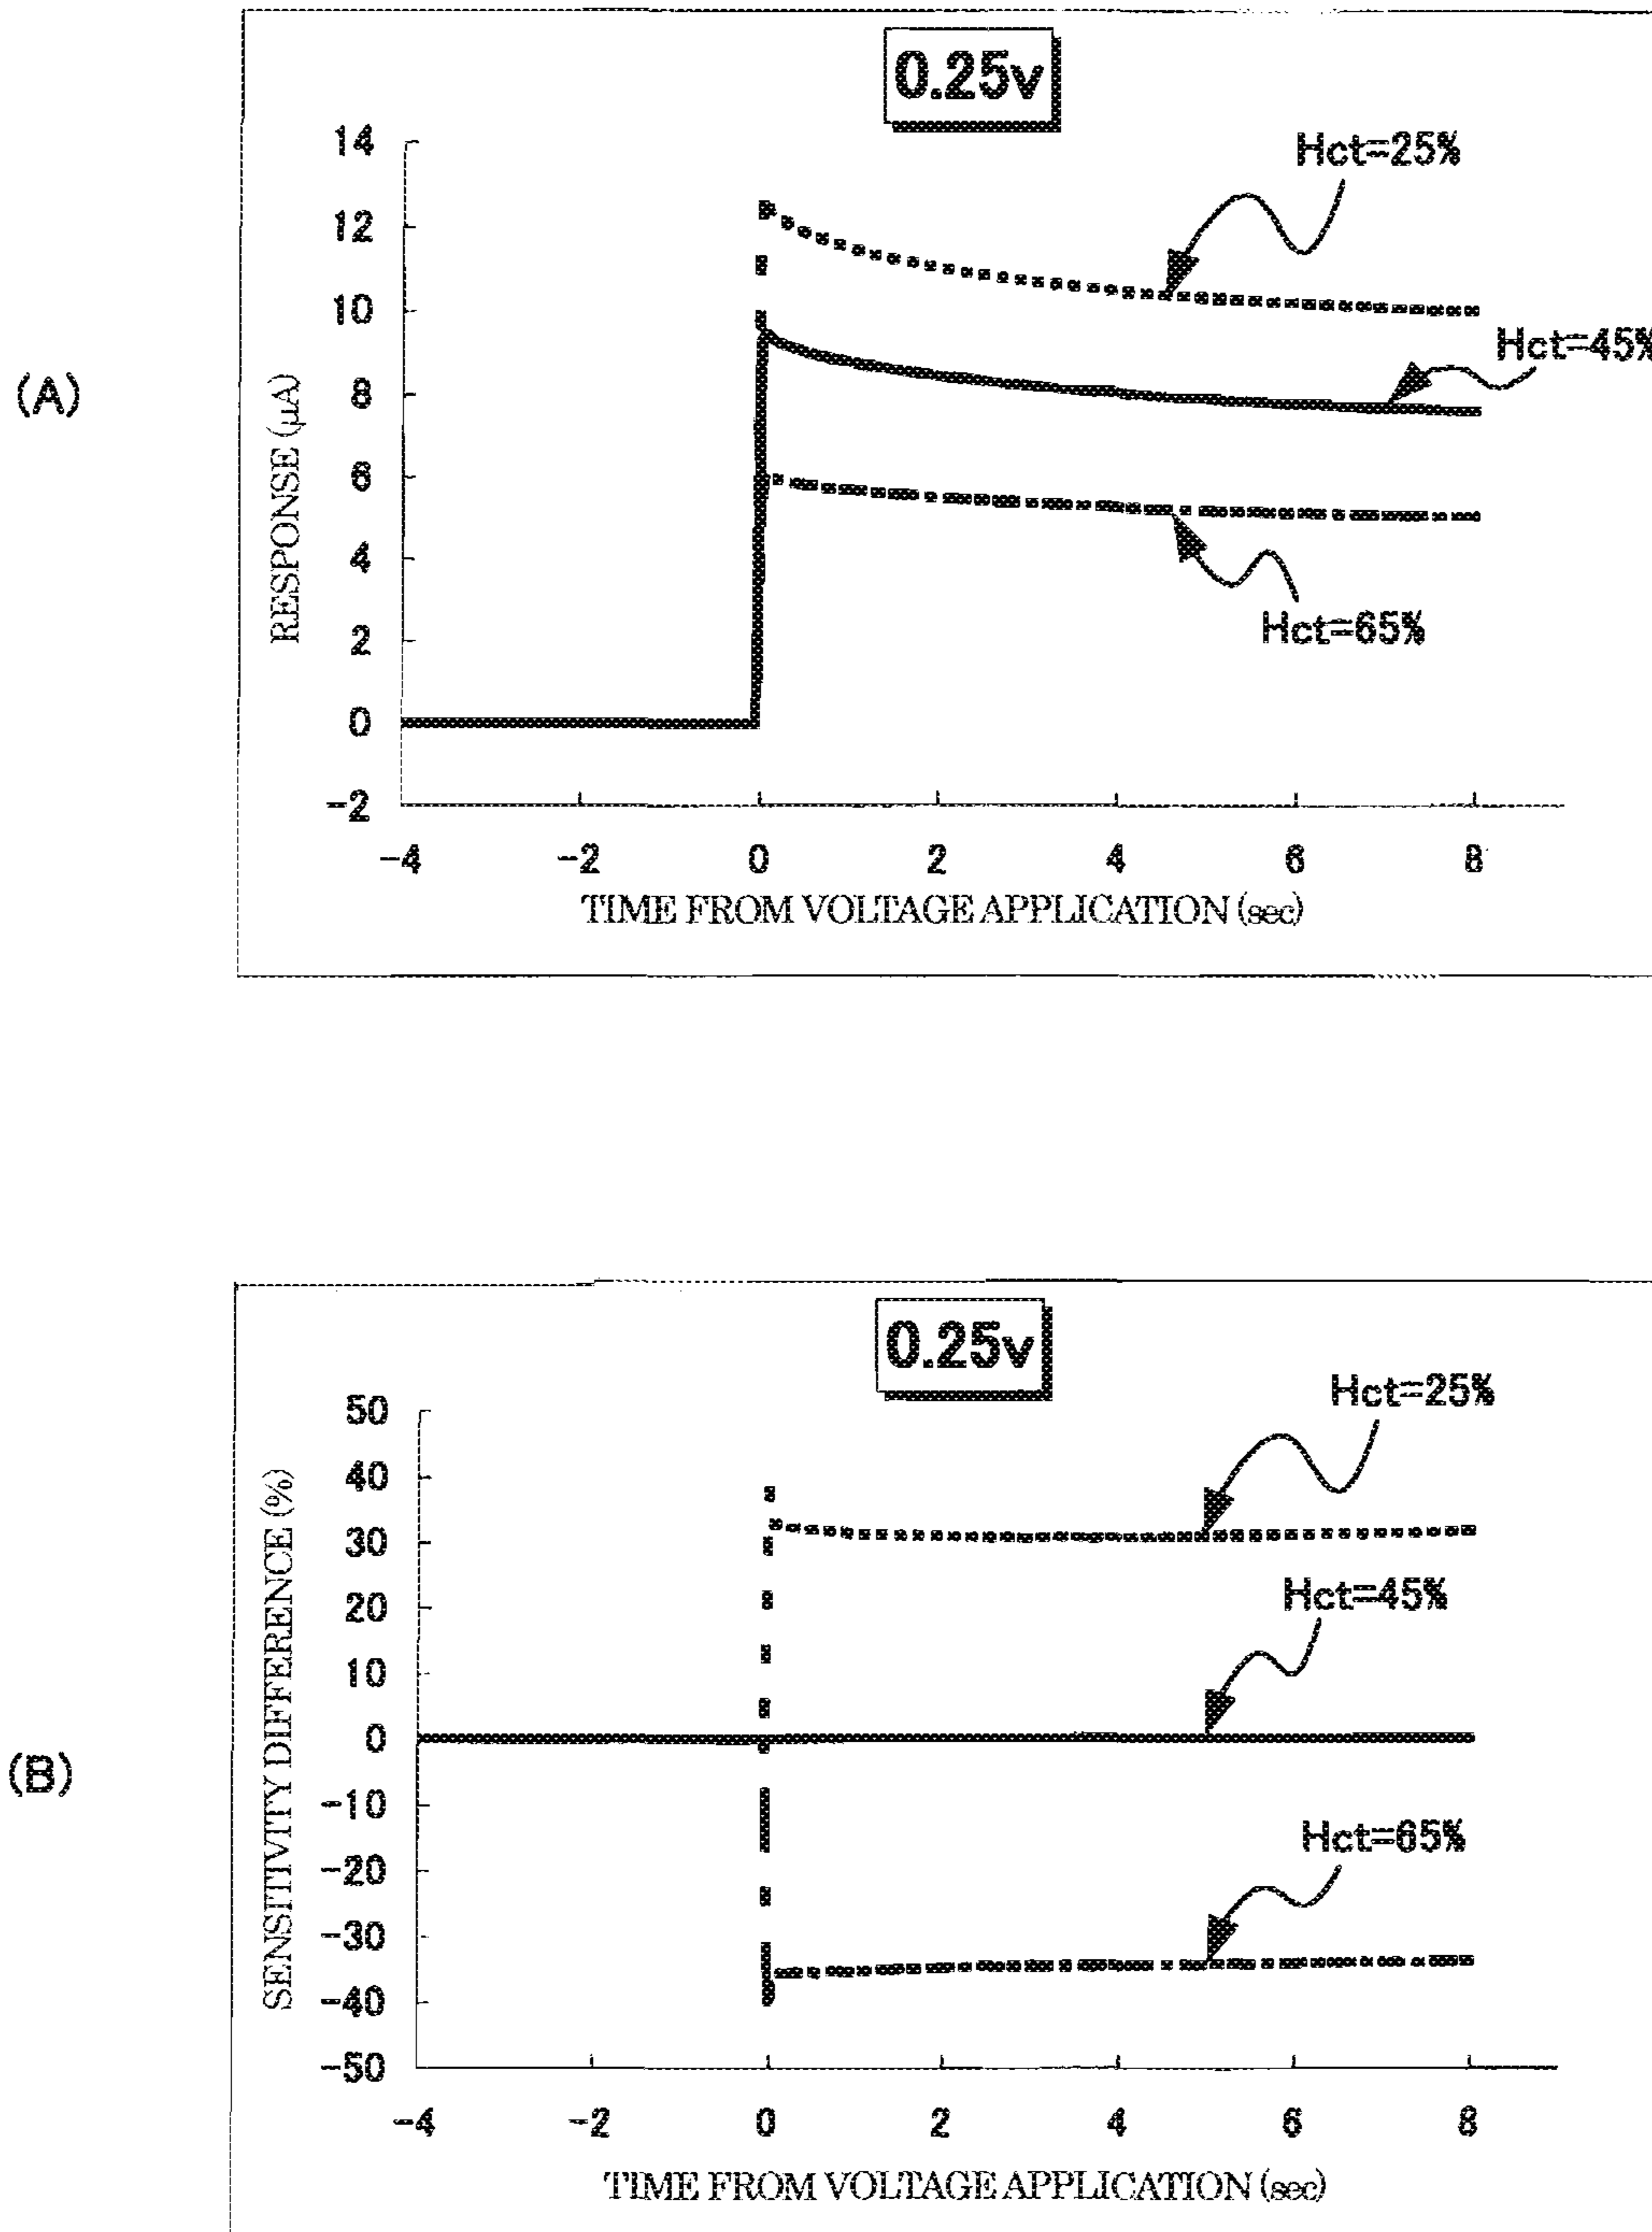 (A)
0.25v
14
12
10
8
6
4
2
0
-2
RESPONSE (µA)
Hct=25%
Hct=45%
Hct=65%
-4 -2 0 2 4 6 8
TIME FROM VOLTAGE APPLICATION (sec)
(B)
0.25v
50
40
30
20
10
0
-10
-20
-30
-40
-50
SENSITIVITY DIFFERENCE (%)
Hct=25%
Hct=45%
Hct=65%
-4 -2 0 2 4 6 8
TIME FROM VOLTAGE APPLICATION (sec)